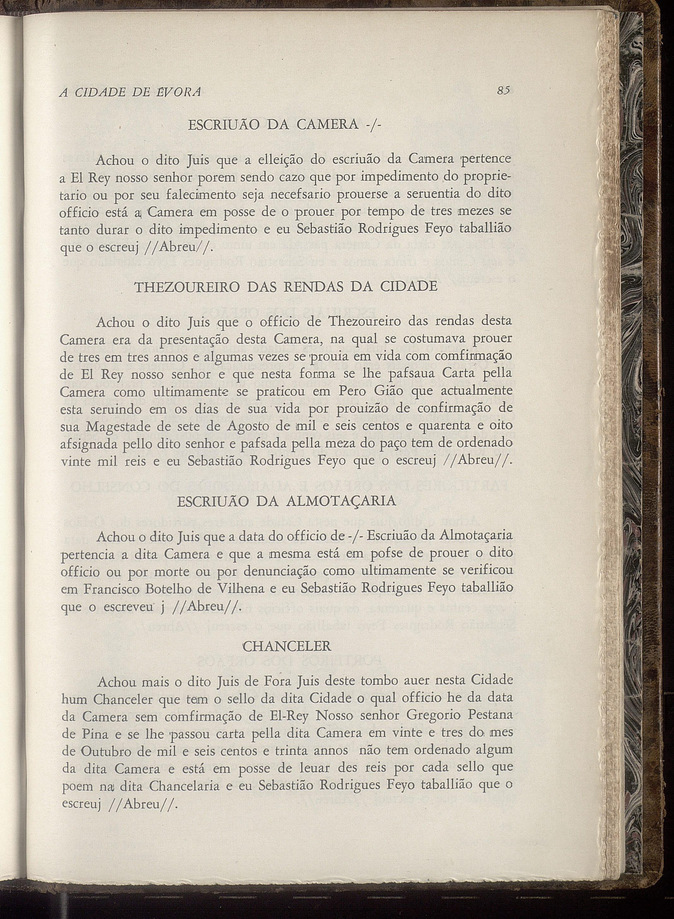 A CIDADE DE ÉVORA 85
ESCRIUÃO DA CAMERA -/-
Achou o dito Juis que a elleição do escriuão da Camera pertence
a El Rey nosso senhor porem sendo cazo que por impedimento do proprie-
tario ou por seu falecimento seja necefsario prouerse a seruentia do dito
officio está a Camera em posse de o prouer por tempo de tres mezes se
tanto durar o dito impedimento e eu Sebastião Rodrigues Feyo taballião
que o escreuj //Abreu//.
THEZOUREIRO DAS RENDAS DA CIDADE
Achou o dito Juis que o officio de Thezoureiro das rendas desta
Camera era da presentação desta Camera, na qual se costumava prouer
de tres em tres annos e algumas vezes se prouia em vida com comfirmação
de El Rey nosso senhor e que nesta forma se lhe pafsaua Carta pella
Camera como ultimamente se praticou em Pero Gião que actualmente
esta seruindo em os dias de sua vida por prouizão de confirmação de
sua Magestade de sete de Agosto de mil e seis centos e quarenta e oito
afsignada pello dito senhor e pafsada pella meza do paço tem de ordenado
vinte mil reis e eu Sebastião Rodrigues Feyo que o escreuj //Abreu//.
ESCRIUÃO DA ALMOTAÇARIA
Achou o dito Juis que a data do officio de -/- Escriuão da Almotaçaria
pertencia a dita Camera e que a mesma está em pofse de prouer o dito
officio ou por morte ou por denunciação como ultimamente se verificou
em Francisco Botelho de Vilhena e eu Sebastião Rodrigues Feyo taballião
que o escreveu j //Abreu//.
CHANCELER
Achou mais o dito Juis de Fora Juis deste tombo auer nesta Cidade
hum Chanceler que tem o sello da dita Cidade o qual officio he da data
da Camera sem comfirmação de El-Rey Nosso senhor Gregorio Pestana
de Pina e se lhe passou carta pella dita Camera em vinte e tres do mes
de Outubro de mil e seis centos e trinta annos não tem ordenado algum
da dita Camera e está em posse de leuar des reis por cada sello que
poem na dita Chancelaria e eu Sebastião Rodrigues Feyo taballião que o
escreuj //Abreu//.